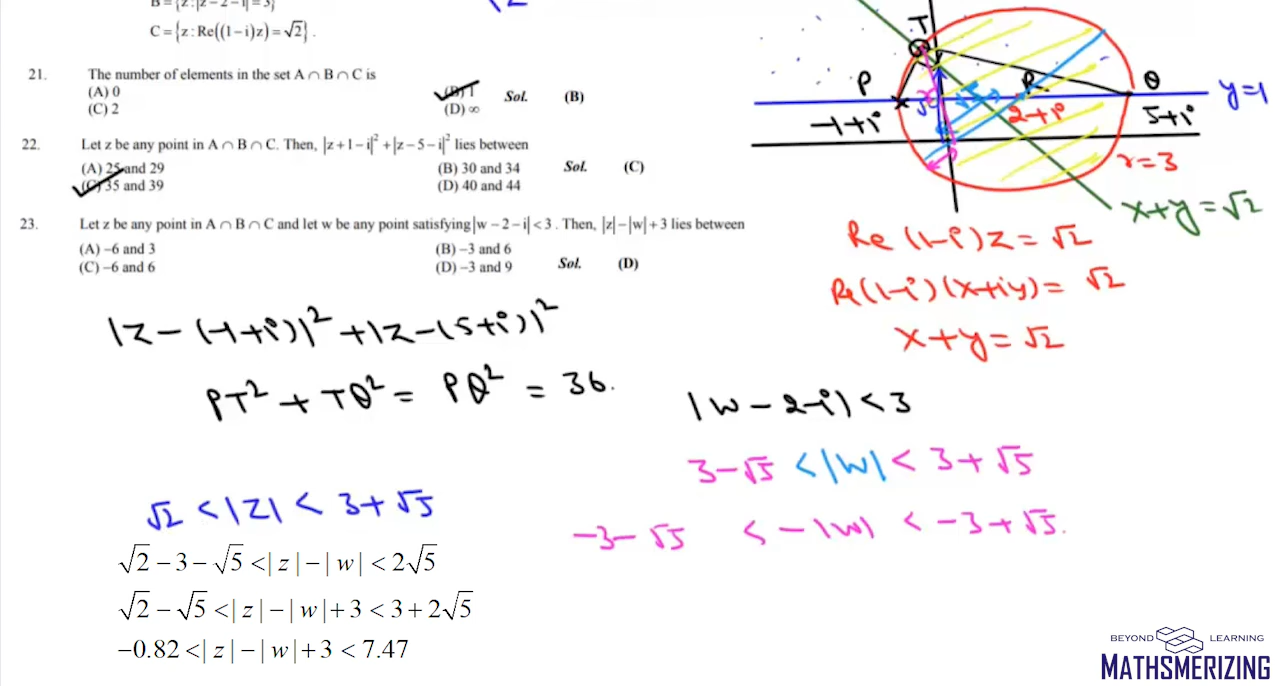 B = {z:|z − 2 − i| = 3}
C = {z : Re((1−i)z) = √2} .
21. The number of elements in the set A ∩ B ∩ C is
(A) 0 (B) 1 Sol. (B)
(C) 2 (D) ∞
22. Let z be any point in A ∩ B ∩ C. Then, |z+1−i|² + |z−5−i|² lies between
(A) 25 and 29 (B) 30 and 34 Sol. (C)
(C) 35 and 39 (D) 40 and 44
23. Let z be any point in A ∩ B ∩ C and let w be any point satisfying |w − 2 − i| < 3 . Then, |z| − |w| + 3 lies between
(A) −6 and 3 (B) −3 and 6
(C) −6 and 6 (D) −3 and 9 Sol. (D)
T
P R Q y=1
-1+i 2+i 5+i
r=3
x+y=√2
Re (1-i)z = √2
Re(1-i)(x+iy) = √2
x+y = √2
|z-(-1+i)|² + |z-(5+i)|²
PT² + TQ² = PQ² = 36.
|w - 2-i| < 3
3-√5 < |w| < 3+√5
√2 < |z| < 3+√5
-3-√5 < -|w| < -3+√5.
√2 − 3 − √5 < | z | − | w | < 2√5
√2 − √5 < | z | − | w | + 3 < 3 + 2√5
−0.82 < | z | − | w | + 3 < 7.47
BEYOND LEARNING
MATHSMERIZING